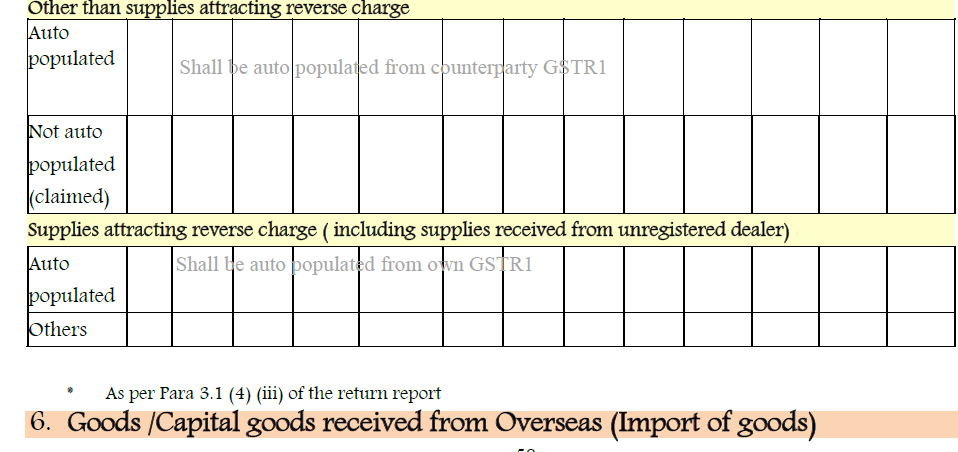 Other than supplies attracting reverse charge
Auto
populated
Shall be auto populated from counterparty GSTR1
Not auto
populated
(claimed)
Supplies attracting reverse charge ( including supplies received from unregistered dealer)
Auto
populated
Shall be auto populated from own GSTR1
Others
* As per Para 3.1 (4) (iii) of the return report
6. Goods /Capital goods received from Overseas (Import of goods)